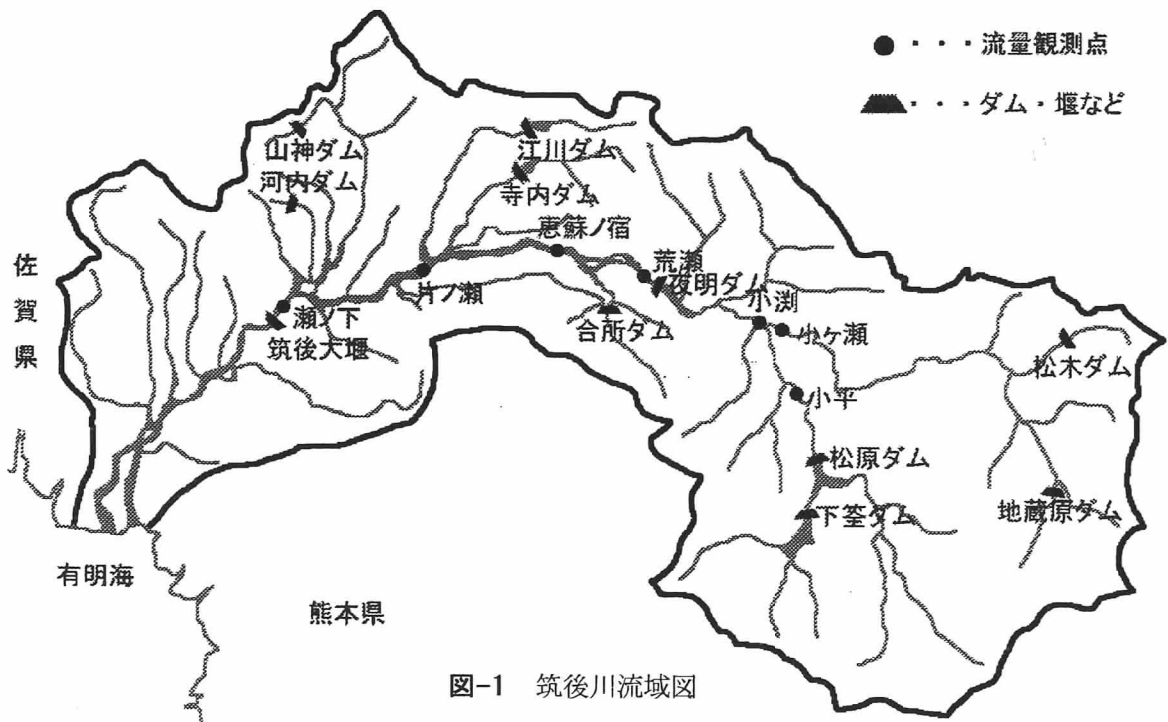 ● ・・・流量観測点
・・・ダム・堰など
山神ダム
河内ダム
江川ダム
寺内ダム
恵蘇ノ宿
荒瀬
夜明ダム
小渕
小ヶ瀬
片ノ瀬
瀬ノ下
筑後大堰
合所ダム
松木ダム
小平
松原ダム
下筌ダム
地蔵原ダム
佐賀県
有明海
熊本県
図-1 筑後川流域図